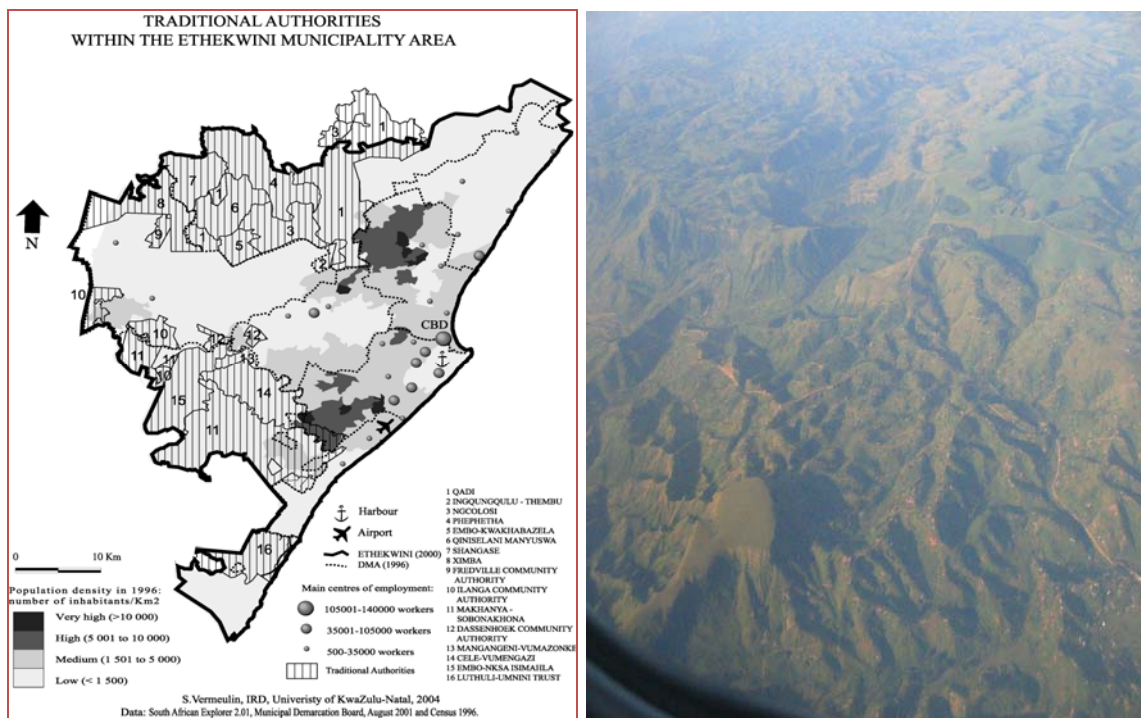 TRADITIONAL AUTHORITIES
WITHIN THE ETHEKWINI MUNICIPALITY AREA
3
1
7
4
8
1
6
1
9
5
3
2
N
10
CBD
10
12
12
11
11
13
10
14
15
11
16
Harbour
Airport
ETHEKWINI (2000)
DMA (1996)
0 10 Km
Population density in 1996:
number of inhabitants/Km2
Very high (>10 000)
High (5 001 to 10 000)
Medium (1 501 to 5 000)
Low (< 1 500)
Main centres of employment:
105001-140000 workers
35001-105000 workers
500-35000 workers
Traditional Authorities
1 QADI
2 INGQUNGQULU - THEMBU
3 NGCOLOSI
4 PHEPHETHA
5 EMBO-KWAKHABAZELA
6 QINISELANI MANYUSWA
7 SHANGASE
8 XIMBA
9 FREDVILLE COMMUNITY
AUTHORITY
10 ILANGA COMMUNITY
AUTHORITY
11 MAKHANYA -
SOBONAKHONA
12 DASSENHOEK COMMUNITY
AUTHORITY
13 MANGANGENI-VUMAZONKE
14 CELE-VUMENGAZI
15 EMBO-NKSA ISIMAHLA
16 LUTHULI-UMNINI TRUST
S.Vermeulin, IRD, Univeristy of KwaZulu-Natal, 2004
Data: South African Explorer 2.01, Municipal Demarcation Board, August 2001 and Census 1996.